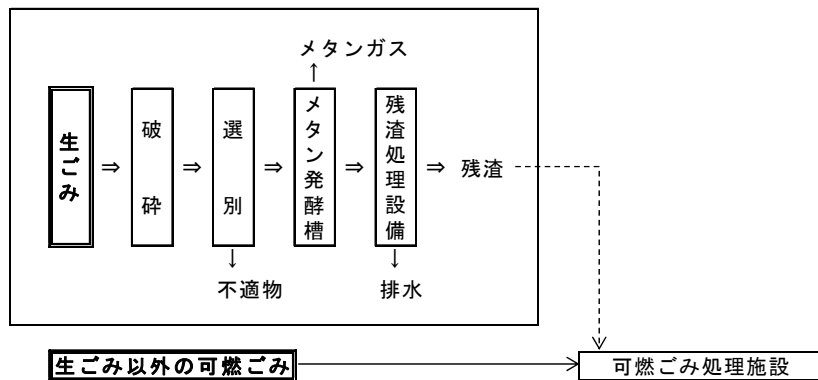 メタンガス
↑
生ごみ ⇒ 破砕 ⇒ 選別 ⇒ メタン発酵槽 ⇒ 残渣処理設備 ⇒ 残渣
↓ ↓
不適物 排水
生ごみ以外の可燃ごみ
可燃ごみ処理施設